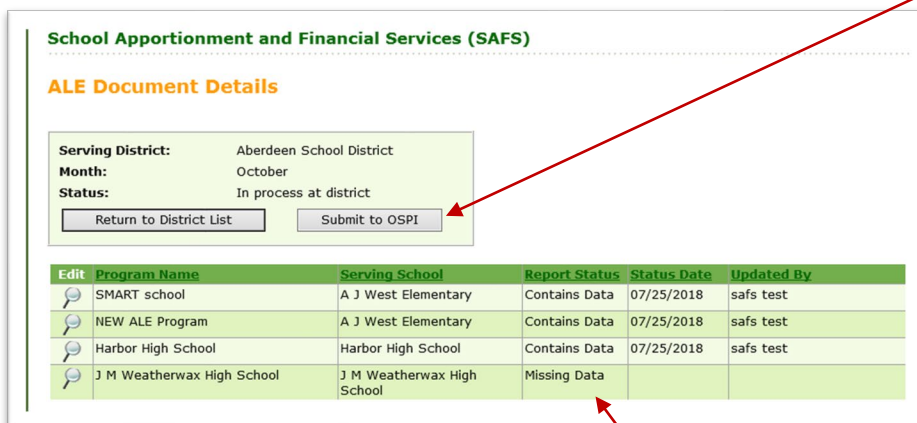 School Apportionment and Financial Services (SAFS)
ALE Document Details
Serving District: Aberdeen School District
Month: October
Status: In process at district
Return to District List Submit to OSPI
Edit Program Name Serving School Report Status Status Date Updated By
SMART school A J West Elementary Contains Data 07/25/2018 safs test
NEW ALE Program A J West Elementary Contains Data 07/25/2018 safs test
Harbor High School Harbor High School Contains Data 07/25/2018 safs test
J M Weatherwax High School J M Weatherwax High Missing Data
School